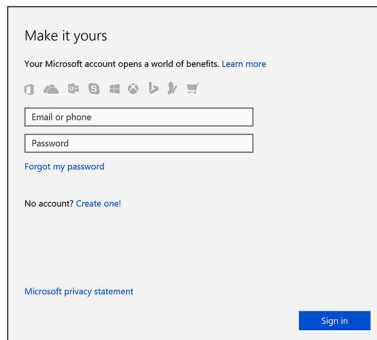 Make it yours
Your Microsoft account opens a world of benefits. Learn more
Email or phone
Password
Forgot my password
No account? Create one!
Microsoft privacy statement
Sign in